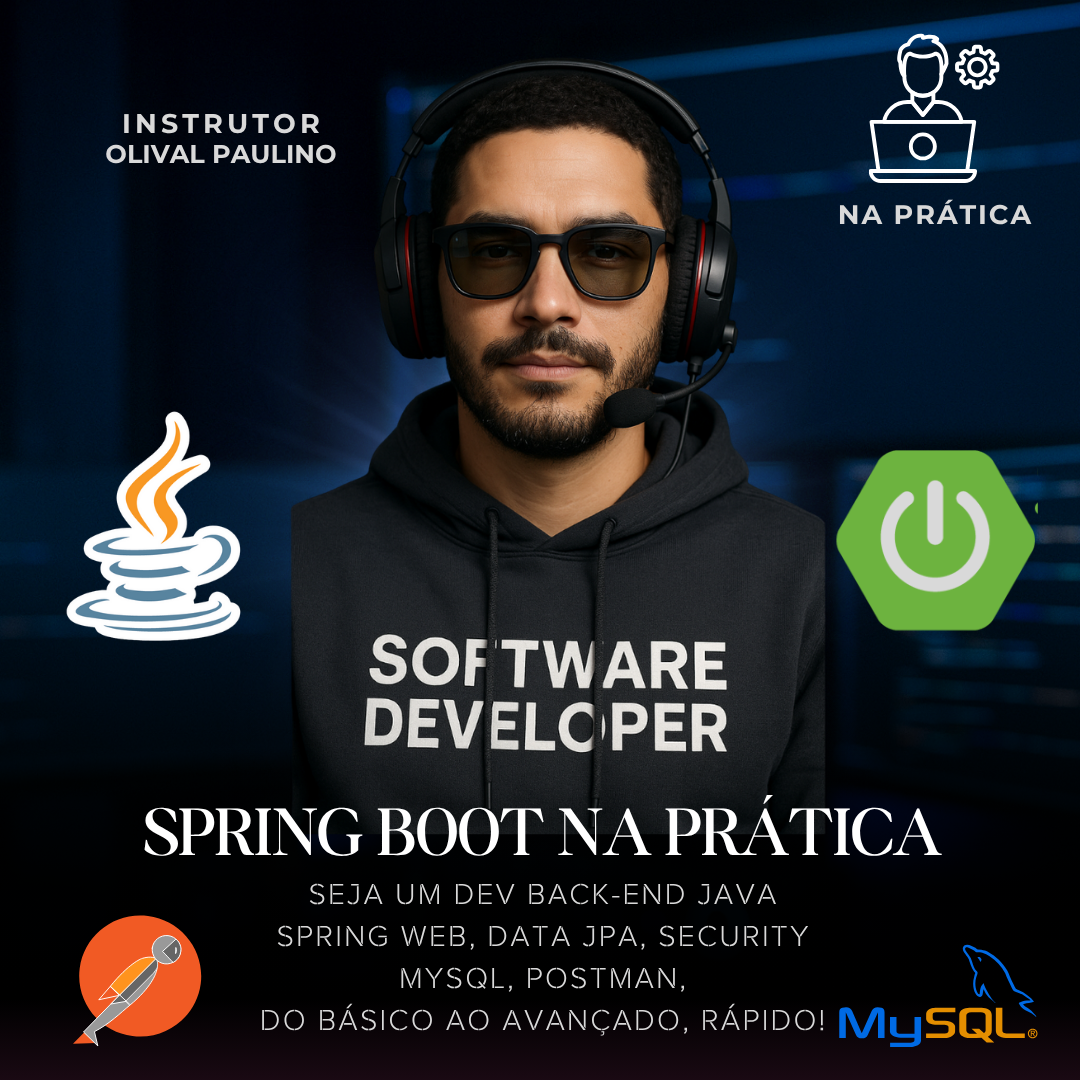 INSTRUTOR
OLIVAL PAULINO
NA PRÁTICA
SOFTWARE
DEVELOPER
SPRING BOOT NA PRÁTICA
SEJA UM DEV BACK-END JAVA
SPRING WEB, DATA JPA, SECURITY
MYSQL, POSTMAN,
DO BÁSICO AO AVANÇADO, RÁPIDO!
MySQL®